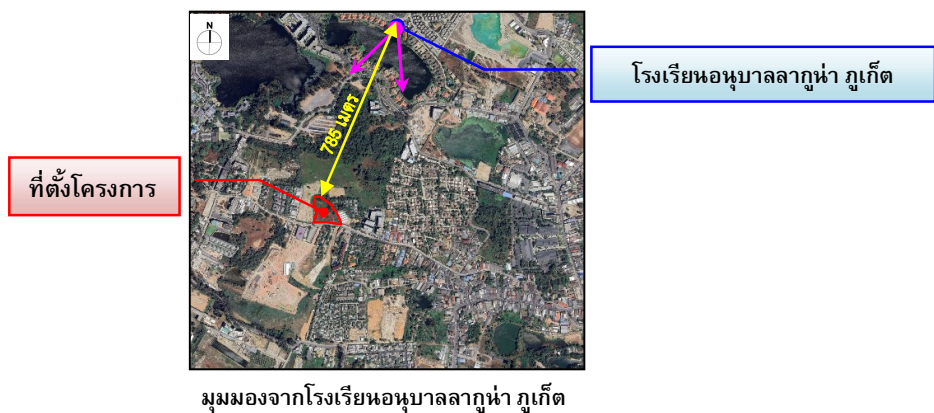 N
โรงเรียนอนุบาลลากูน่า ภูเก็ต
785 เมตร
ที่ตั้งโครงการ
มุมมองจากโรงเรียนอนุบาลลากูน่า ภูเก็ต